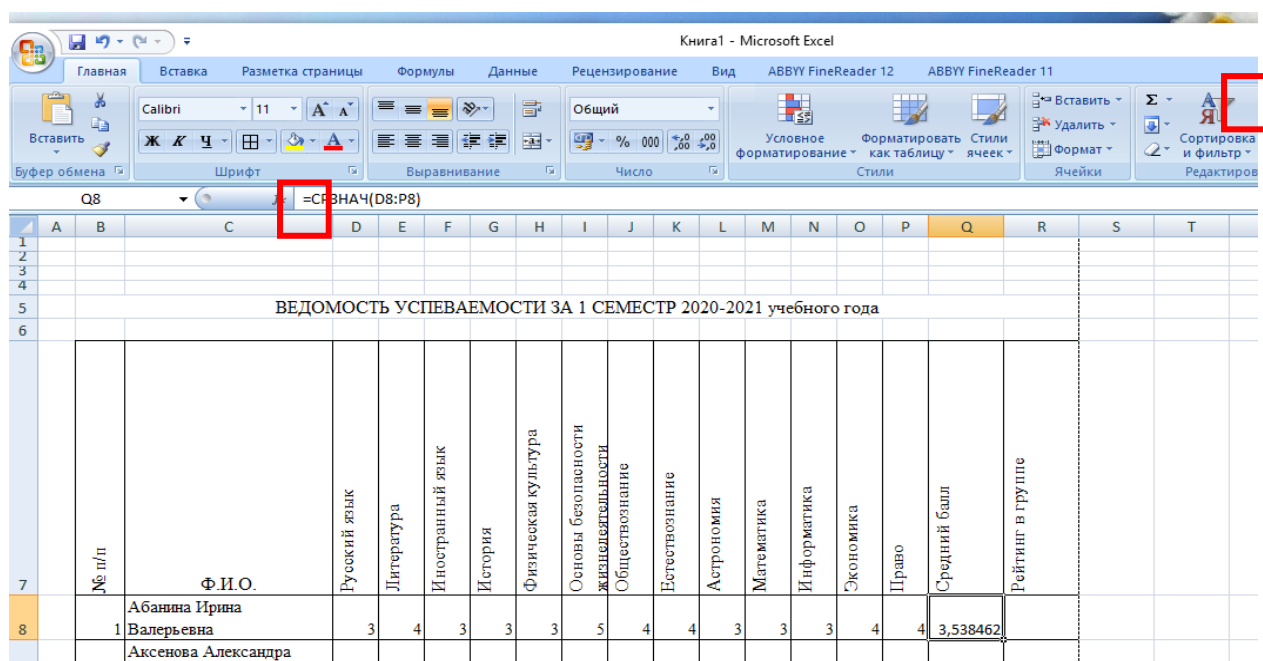 Книга1 - Microsoft Excel
Главная Вставка Разметка страницы Формулы Данные Рецензирование Вид ABBYY FineReader 12 ABBYY FineReader 11
Вставить
Calibri 11 A A
Общий
Условное форматирование
Форматировать как таблицу
Стили ячеек
Вставить
Удалить
Формат
Σ
Сортировка и фильтр
Ж К Ч A % 000
Буфер обмена Шрифт Выравнивание Число Стили Ячейки Редактиров
Q8 =СРЗНАЧ(D8:P8)
A B C D E F G H I J K L M N O P Q R S T
1
2
3
4
5 ВЕДОМОСТЬ УСПЕВАЕМОСТИ ЗА 1 СЕМЕСТР 2020-2021 учебного года
6
7 № п/п Ф.И.О. Русский язык Литература Иностранный язык История Физическая культура Основы безопасности жизнедеятельности Обществознание Естествознание Астрономия Математика Информатика Экономика Право Средний балл Рейтинг в группе
Абанина Ирина
8 1 Валерьевна 3 4 3 3 3 5 4 4 3 3 3 4 4 3,538462
Аксенова Александра